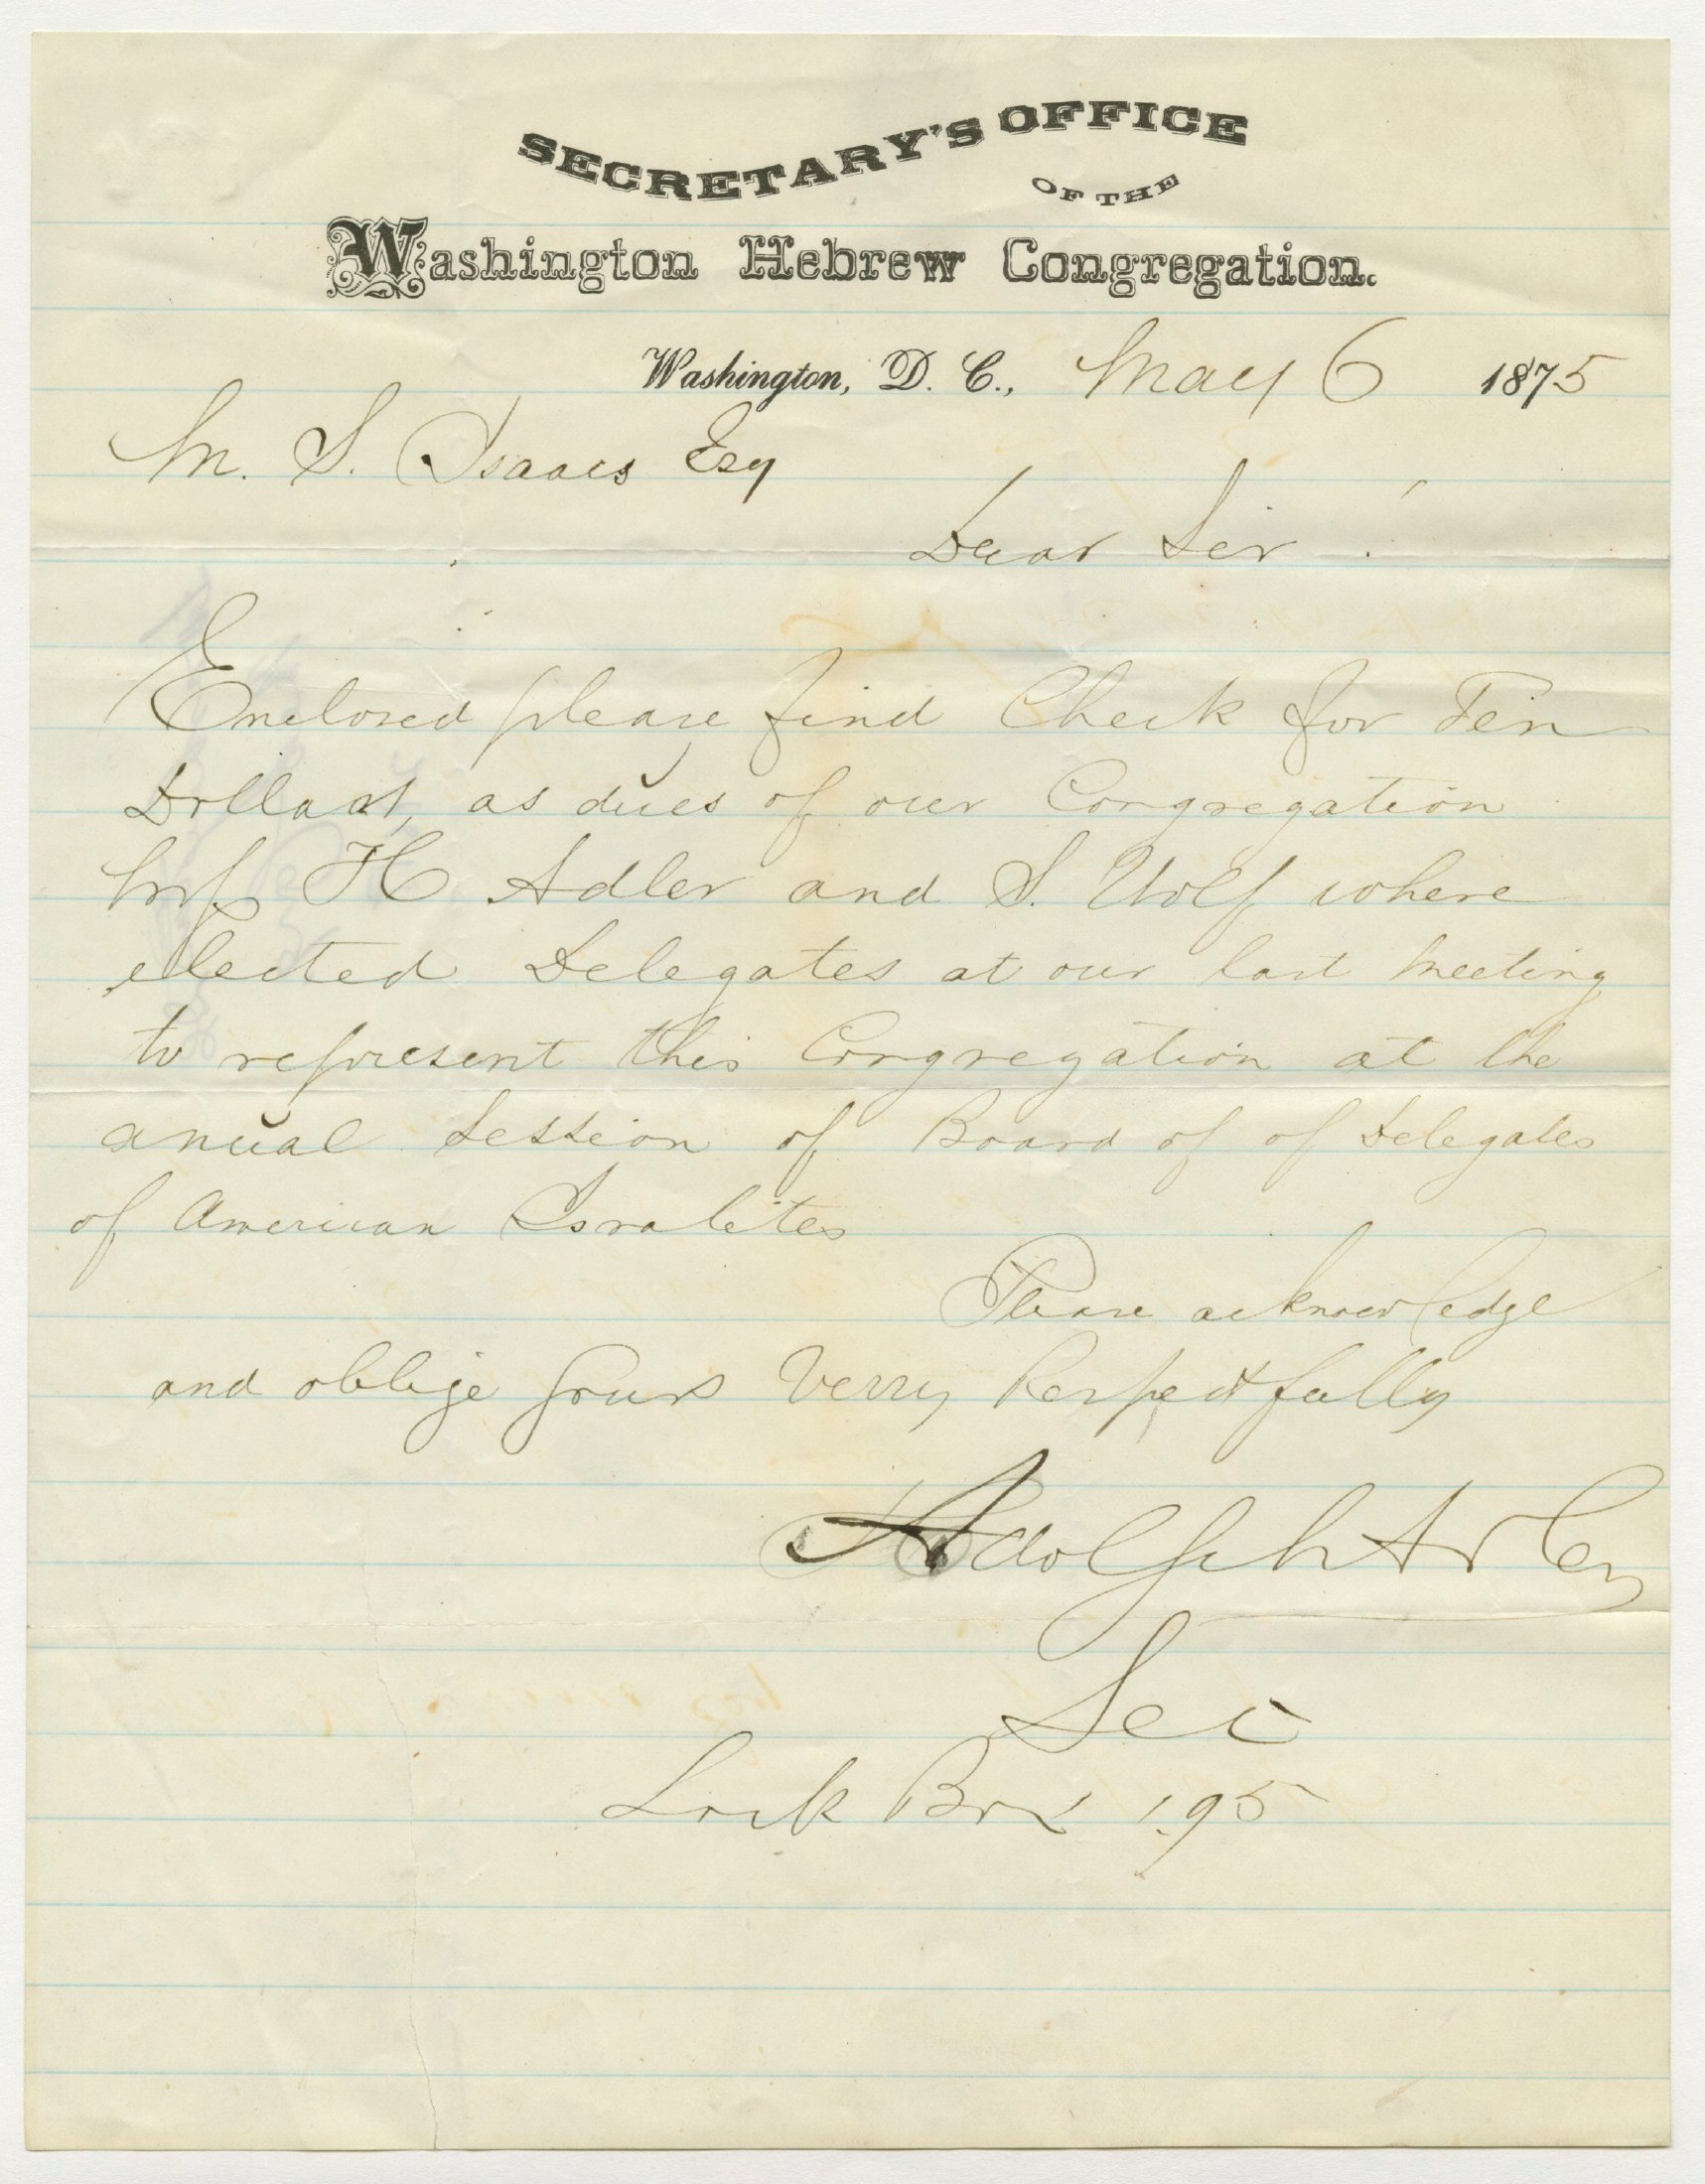 SECRETARY'S OFFICE
OF THE
Washington Hebrew Congregation.
Washington, D. C., May 6 1875
M. S. Isaacs Esq
Dear Sir!
Enclosed please find Check for Ten
Dollars, as dues of our Congregation
H Adler and S. Wolf where
elected Delegates at our last meeting
to represent this Congregation at the
anual Session of Board of of Delegates
of American Isralites
Please acknowledge
and oblige Yours Verry Respectfully
Adolph Adler
Sec
Lock Box 195